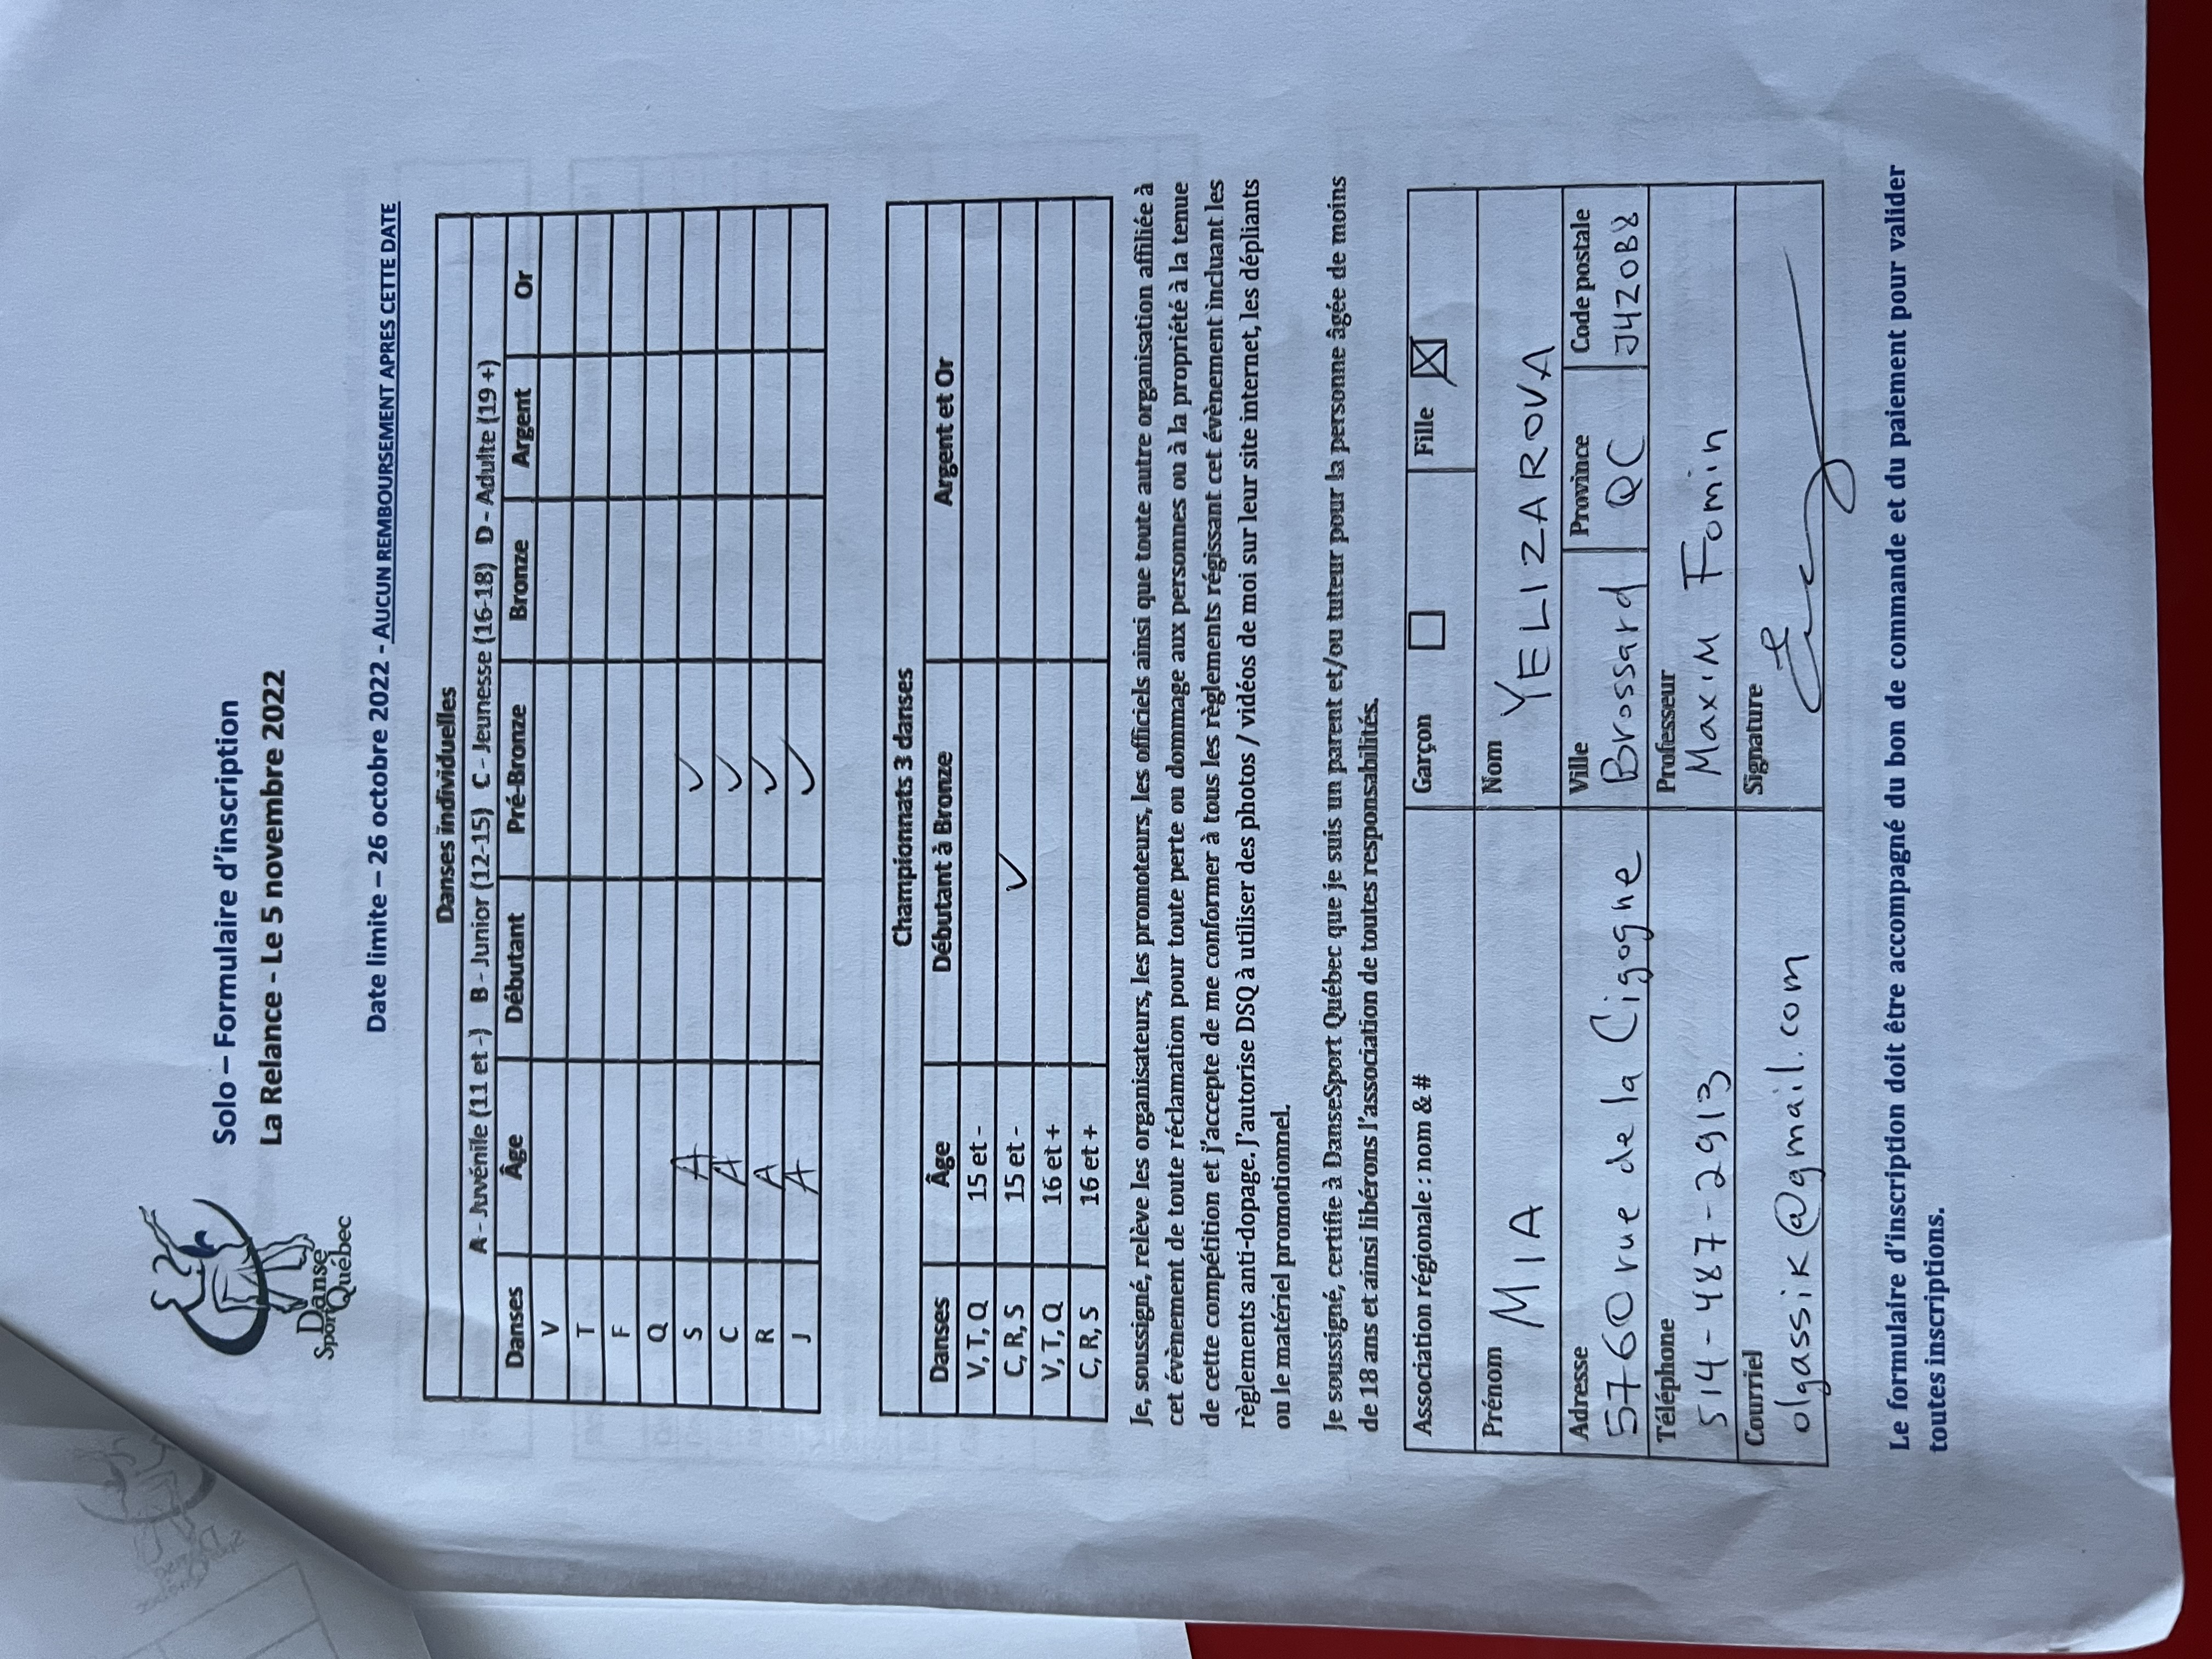 Danse
Sport Québec
Solo – Formulaire d'inscription
La Relance - Le 5 novembre 2022
Date limite – 26 octobre 2022 - AUCUN REMBOURSEMENT APRES CETTE DATE
Danses individuelles
A - Juvénile (11 et -) B - Junior (12-15) C - Jeunesse (16-18) D - Adulte (19 +)
Danses Âge Débutant Pré-Bronze Bronze Argent Or
V
T
F
Q
S A ✓
C A ✓
R A ✓
J A ✓
Championnats 3 danses
Danses Âge Débutant à Bronze Argent et Or
V, T, Q 15 et -
C, R, S 15 et - ✓
V, T, Q 16 et +
C, R, S 16 et +
Je, soussigné, relève les organisateurs, les promoteurs, les officiels ainsi que toute autre organisation affiliée à
cet évènement de toute réclamation pour toute perte ou dommage aux personnes ou à la propriété à la tenue
de cette compétition et j'accepte de me conformer à tous les règlements régissant cet évènement incluant les
règlements anti-dopage. J'autorise DSQ à utiliser des photos / vidéos de moi sur leur site internet, les dépliants
ou le matériel promotionnel.
Je soussigné, certifie à DanseSport Québec que je suis un parent et/ou tuteur pour la personne âgée de moins
de 18 ans et ainsi libérons l'association de toutes responsabilités.
Association régionale : nom & # Garçon ☐ Fille ☒
Prénom MIA Nom YELIZAROVA
Adresse Ville Province Code postale
5760 rue de la Cigogne Brossard QC J4Z0B8
Téléphone Professeur
514-487-2913 Maxim Fomin
Courriel Signature
olgassik@gmail.com
Le formulaire d'inscription doit être accompagné du bon de commande et du paiement pour valider
toutes inscriptions.